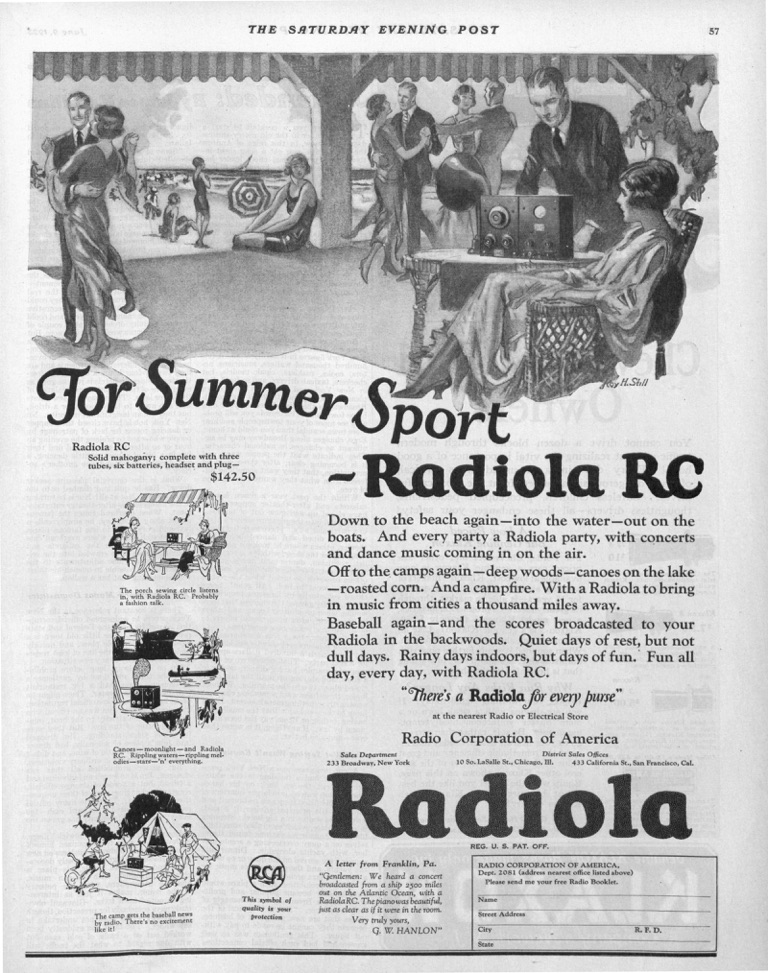 THE SATURDAY EVENING POST
57
Roy H. Still
For Summer Sport
~Radiola RC
Radiola RC
Solid mahogany; complete with three
tubes, six batteries, headset and plug—
$142.50
The porch sewing circle listens
in, with Radiola RC. Probably
a fashion talk.
Canoes—moonlight—and Radiola
RC. Rippling waters—rippling mel-
odies—static—'n' everything.
The camp gets the baseball news
by radio. There's no excitement
like it!
Down to the beach again—into the water—out on the
boats. And every party a Radiola party, with concerts
and dance music coming in on the air.
Off to the camps again—deep woods—canoes on the lake
—roasted corn. And a campfire. With a Radiola to bring
in music from cities a thousand miles away.
Baseball again—and the scores broadcasted to your
Radiola in the backwoods. Quiet days of rest, but not
dull days. Rainy days indoors, but days of fun. Fun all
day, every day, with Radiola RC.
"There's a Radiola for every purse"
at the nearest Radio or Electrical Store
Radio Corporation of America
Sales Department
233 Broadway, New York
District Sales Offices
10 So. LaSalle St., Chicago, Ill. 433 California St., San Francisco, Cal.
Radiola
REG. U. S. PAT. OFF.
RCA
This symbol of
quality is your
protection
A letter from Franklin, Pa.
"Gentlemen: We heard a concert
broadcasted from a ship 2500 miles
out on the Atlantic Ocean, with a
Radiola RC. The piano was beautiful,
just as clear as if it were in the room.
Very truly yours,
G. W. HANLON"
RADIO CORPORATION OF AMERICA,
Dept. 2081 (address nearest office listed above)
Please send me your free Radio Booklet.
Name
Street Address
City R. F. D.
State